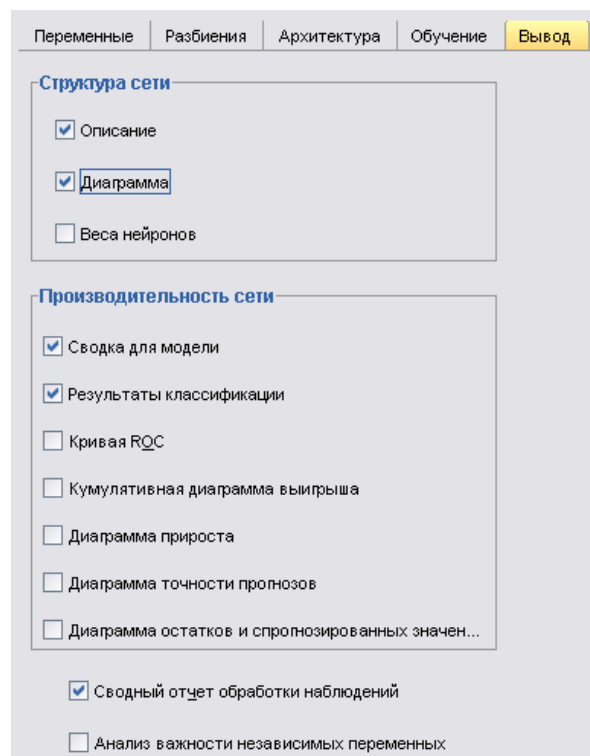 Переменные Разбиения Архитектура Обучение Вывод
Структура сети
Описание
Диаграмма
Веса нейронов
Производительность сети
Сводка для модели
Результаты классификации
Кривая ROC
Кумулятивная диаграмма выигрыша
Диаграмма прироста
Диаграмма точности прогнозов
Диаграмма остатков и спрогнозированных значен...
Сводный отчет обработки наблюдений
Анализ важности независимых переменных